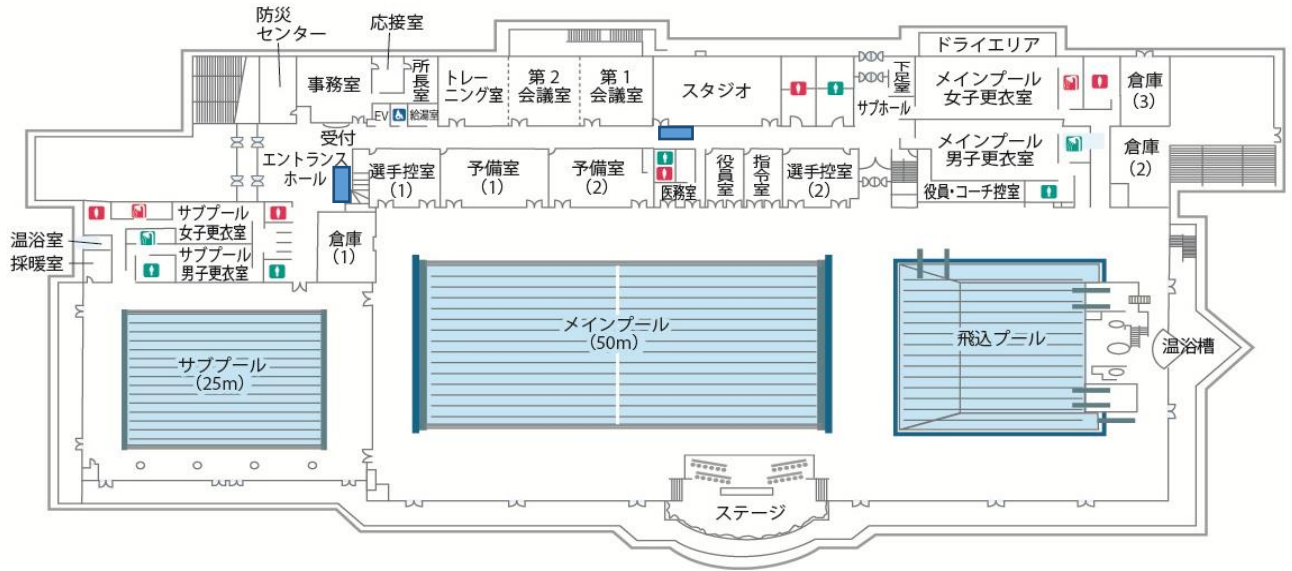 防災
センター
応接室
事務室
所長室
トレー
ニング室
第2
会議室
第1
会議室
スタジオ
下足室
サブホール
ドライエリア
メインプール
女子更衣室
倉庫
(3)
EV
給湯室
受付
エントランス
ホール
選手控室
(1)
予備室
(1)
予備室
(2)
医務室
役員室
指令室
選手控室
(2)
メインプール
男子更衣室
倉庫
(2)
役員・コーチ控室
サブプール
女子更衣室
温浴室
採暖室
サブプール
男子更衣室
倉庫
(1)
サブプール
(25m)
メインプール
(50m)
飛込プール
温浴槽
ステージ